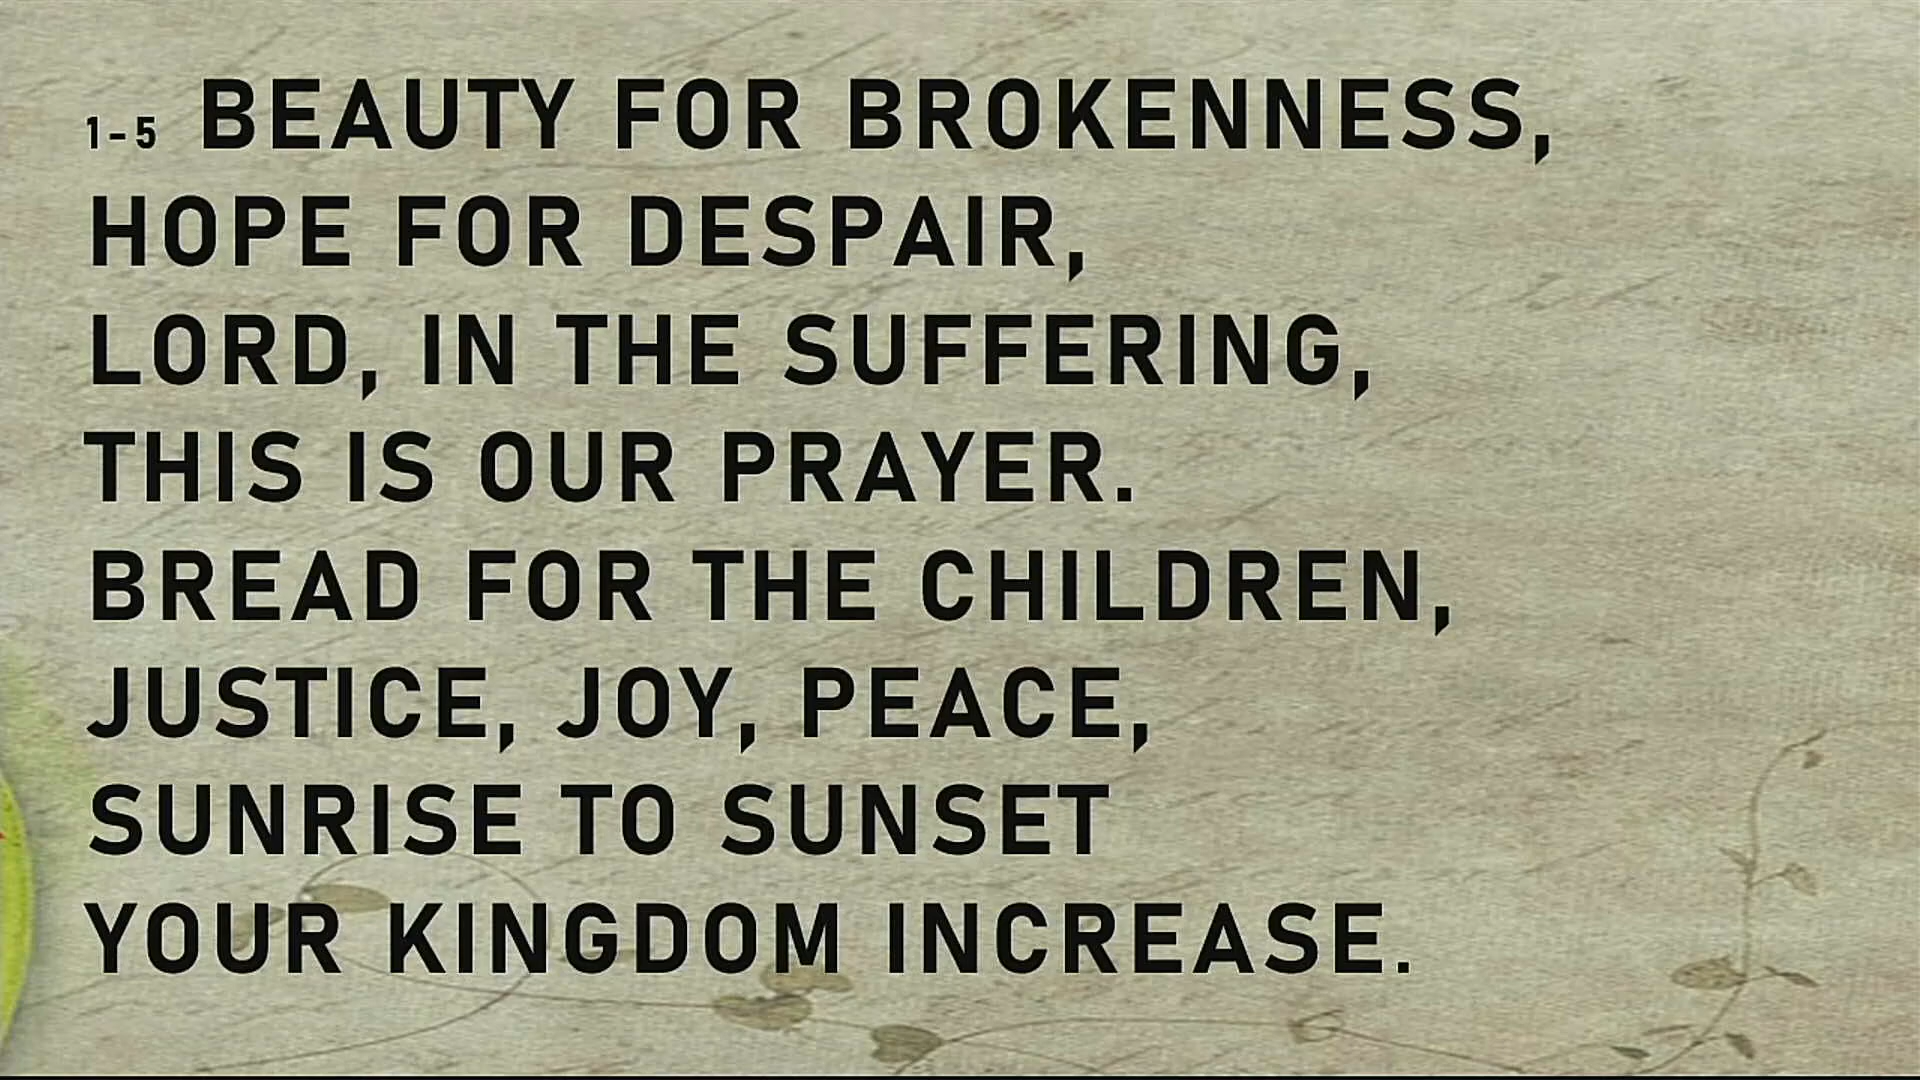 1-5 BEAUTY FOR BROKENNESS,
HOPE FOR DESPAIR,
LORD, IN THE SUFFERING,
THIS IS OUR PRAYER.
BREAD FOR THE CHILDREN,
JUSTICE, JOY, PEACE,
SUNRISE TO SUNSET
YOUR KINGDOM INCREASE.